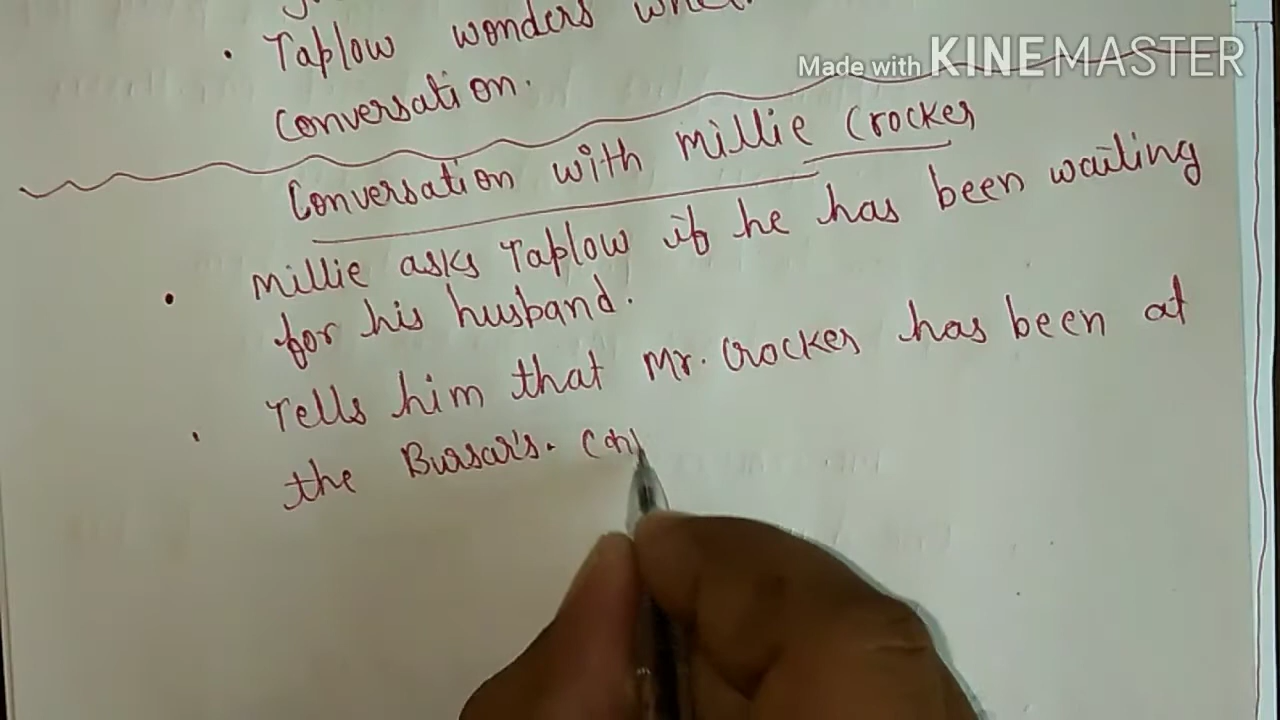 • Taplow wonders
Made with KINEMASTER
conversation.
Conversation with millie Crocker
• Millie asks Taplow if he has been waiting
for his husband.
• Tells him that Mr. Crocker has been at
the Bursar's.